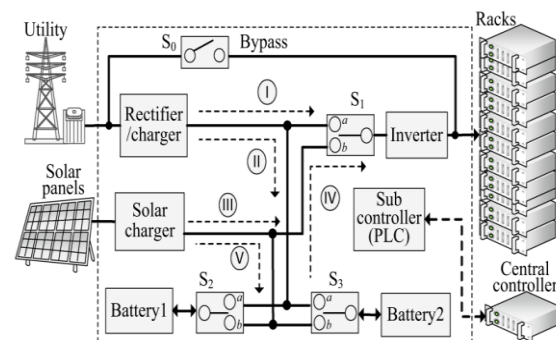 Utility
S0
Bypass
Racks
I
Rectifier
/charger
S1
a
b
Inverter
II
Solar
panels
III
IV
Solar
charger
Sub
controller
(PLC)
V
Central
controller
S2
S3
Battery1
a
b
a
b
Battery2